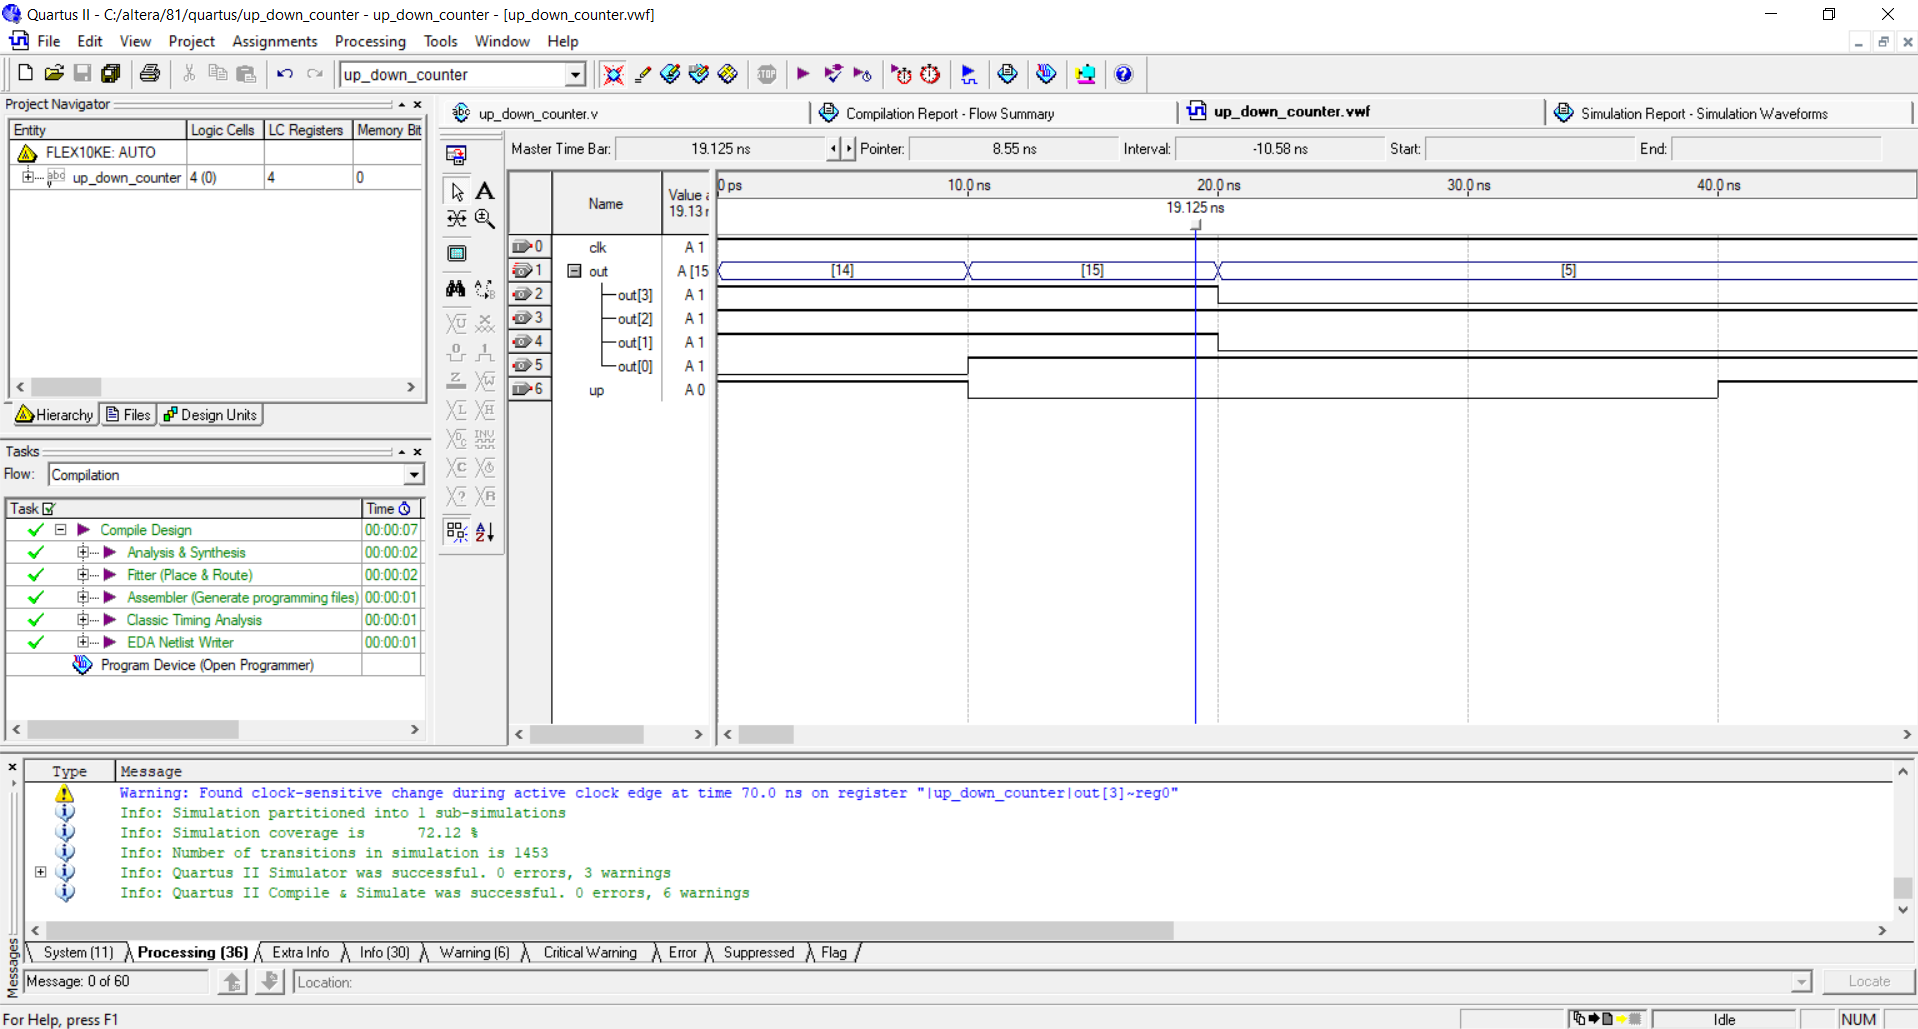 Quartus II - C:/altera/81/quartus/up_down_counter - up_down_counter - [up_down_counter.vwf]
File Edit View Project Assignments Processing Tools Window Help
up_down_counter
Project Navigator
Entity Logic Cells LC Registers Memory Bit
FLEX10KE: AUTO
up_down_counter 4 (0) 4 0
Hierarchy Files Design Units
Tasks
Flow: Compilation
Task Time
Compile Design 00:00:07
Analysis & Synthesis 00:00:02
Fitter (Place & Route) 00:00:02
Assembler (Generate programming files) 00:00:01
Classic Timing Analysis 00:00:01
EDA Netlist Writer 00:00:01
Program Device (Open Programmer)
up_down_counter.v Compilation Report - Flow Summary up_down_counter.vwf Simulation Report - Simulation Waveforms
Master Time Bar: 19.125 ns Pointer: 8.55 ns Interval: -10.58 ns Start: End:
Name Value a
19.13 r
0 ps 10.0 ns 20.0 ns 30.0 ns 40.0 ns
19.125 ns
0 clk A 1
1 out A [15 [14] [15] [5]
2 out[3] A 1
3 out[2] A 1
4 out[1] A 1
5 out[0] A 1
6 up A 0
Type Message
Warning: Found clock-sensitive change during active clock edge at time 70.0 ns on register "|up_down_counter|out[3]~reg0"
Info: Simulation partitioned into 1 sub-simulations
Info: Simulation coverage is 72.12 %
Info: Number of transitions in simulation is 1453
Info: Quartus II Simulator was successful. 0 errors, 3 warnings
Info: Quartus II Compile & Simulate was successful. 0 errors, 6 warnings
System (11) Processing (36) Extra Info Info (30) Warning (6) Critical Warning Error Suppressed Flag
Messages
Message: 0 of 60 Location: Locate
For Help, press F1 Idle NUM